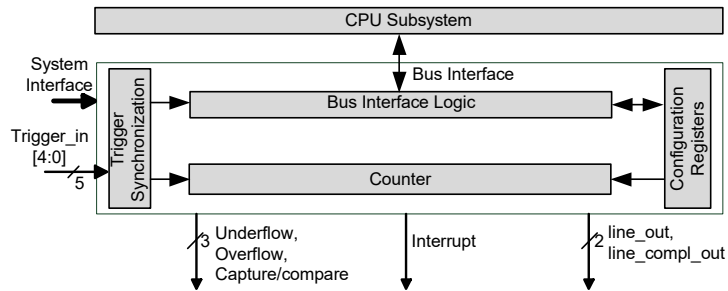 CPU Subsystem
System
Interface
Bus Interface
Bus Interface Logic
Trigger_in
[4:0]
5
Trigger
Synchronization
Configuration
Registers
Counter
3
Underflow,
Overflow,
Capture/compare
Interrupt
2
line_out,
line_compl_out